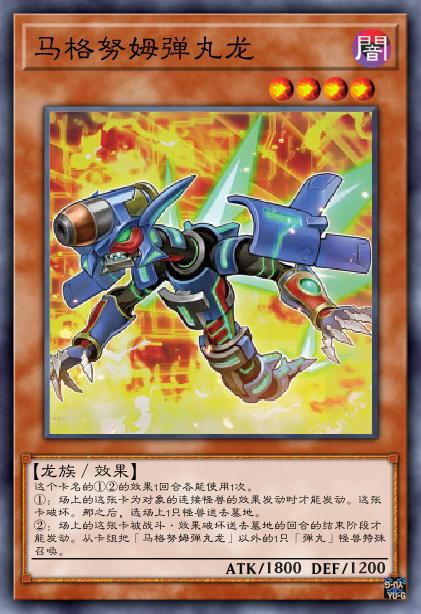 马格努姆弹丸龙
闇
【龙族／效果】
这个卡名的①②的效果1回合各能使用1次。
①：场上的这张卡为对象的连接怪兽的效果发动时才能发动。这张
卡破坏。那之后，选场上1只怪兽送去墓地。
②：场上的这张卡被战斗·效果破坏送去墓地的回合的结束阶段才
能发动。从卡组把「马格努姆弹丸龙」以外的1只「弹丸」怪兽特殊
召唤。
ATK/1800 DEF/1200